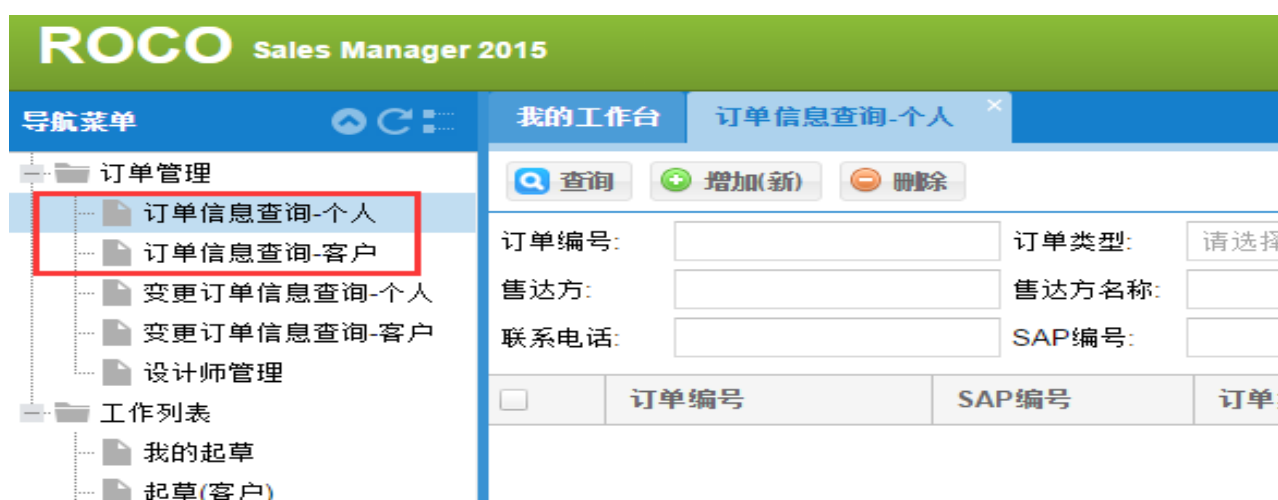 ROCO Sales Manager 2015
导航菜单
我的工作台 订单信息查询-个人
订单管理
订单信息查询-个人
订单信息查询-客户
变更订单信息查询-个人
变更订单信息查询-客户
设计师管理
工作列表
我的起草
起草(客户)
查询 增加(新) 删除
订单编号: 订单类型: 请选择
售达方: 售达方名称:
联系电话: SAP编号:
订单编号 SAP编号 订单